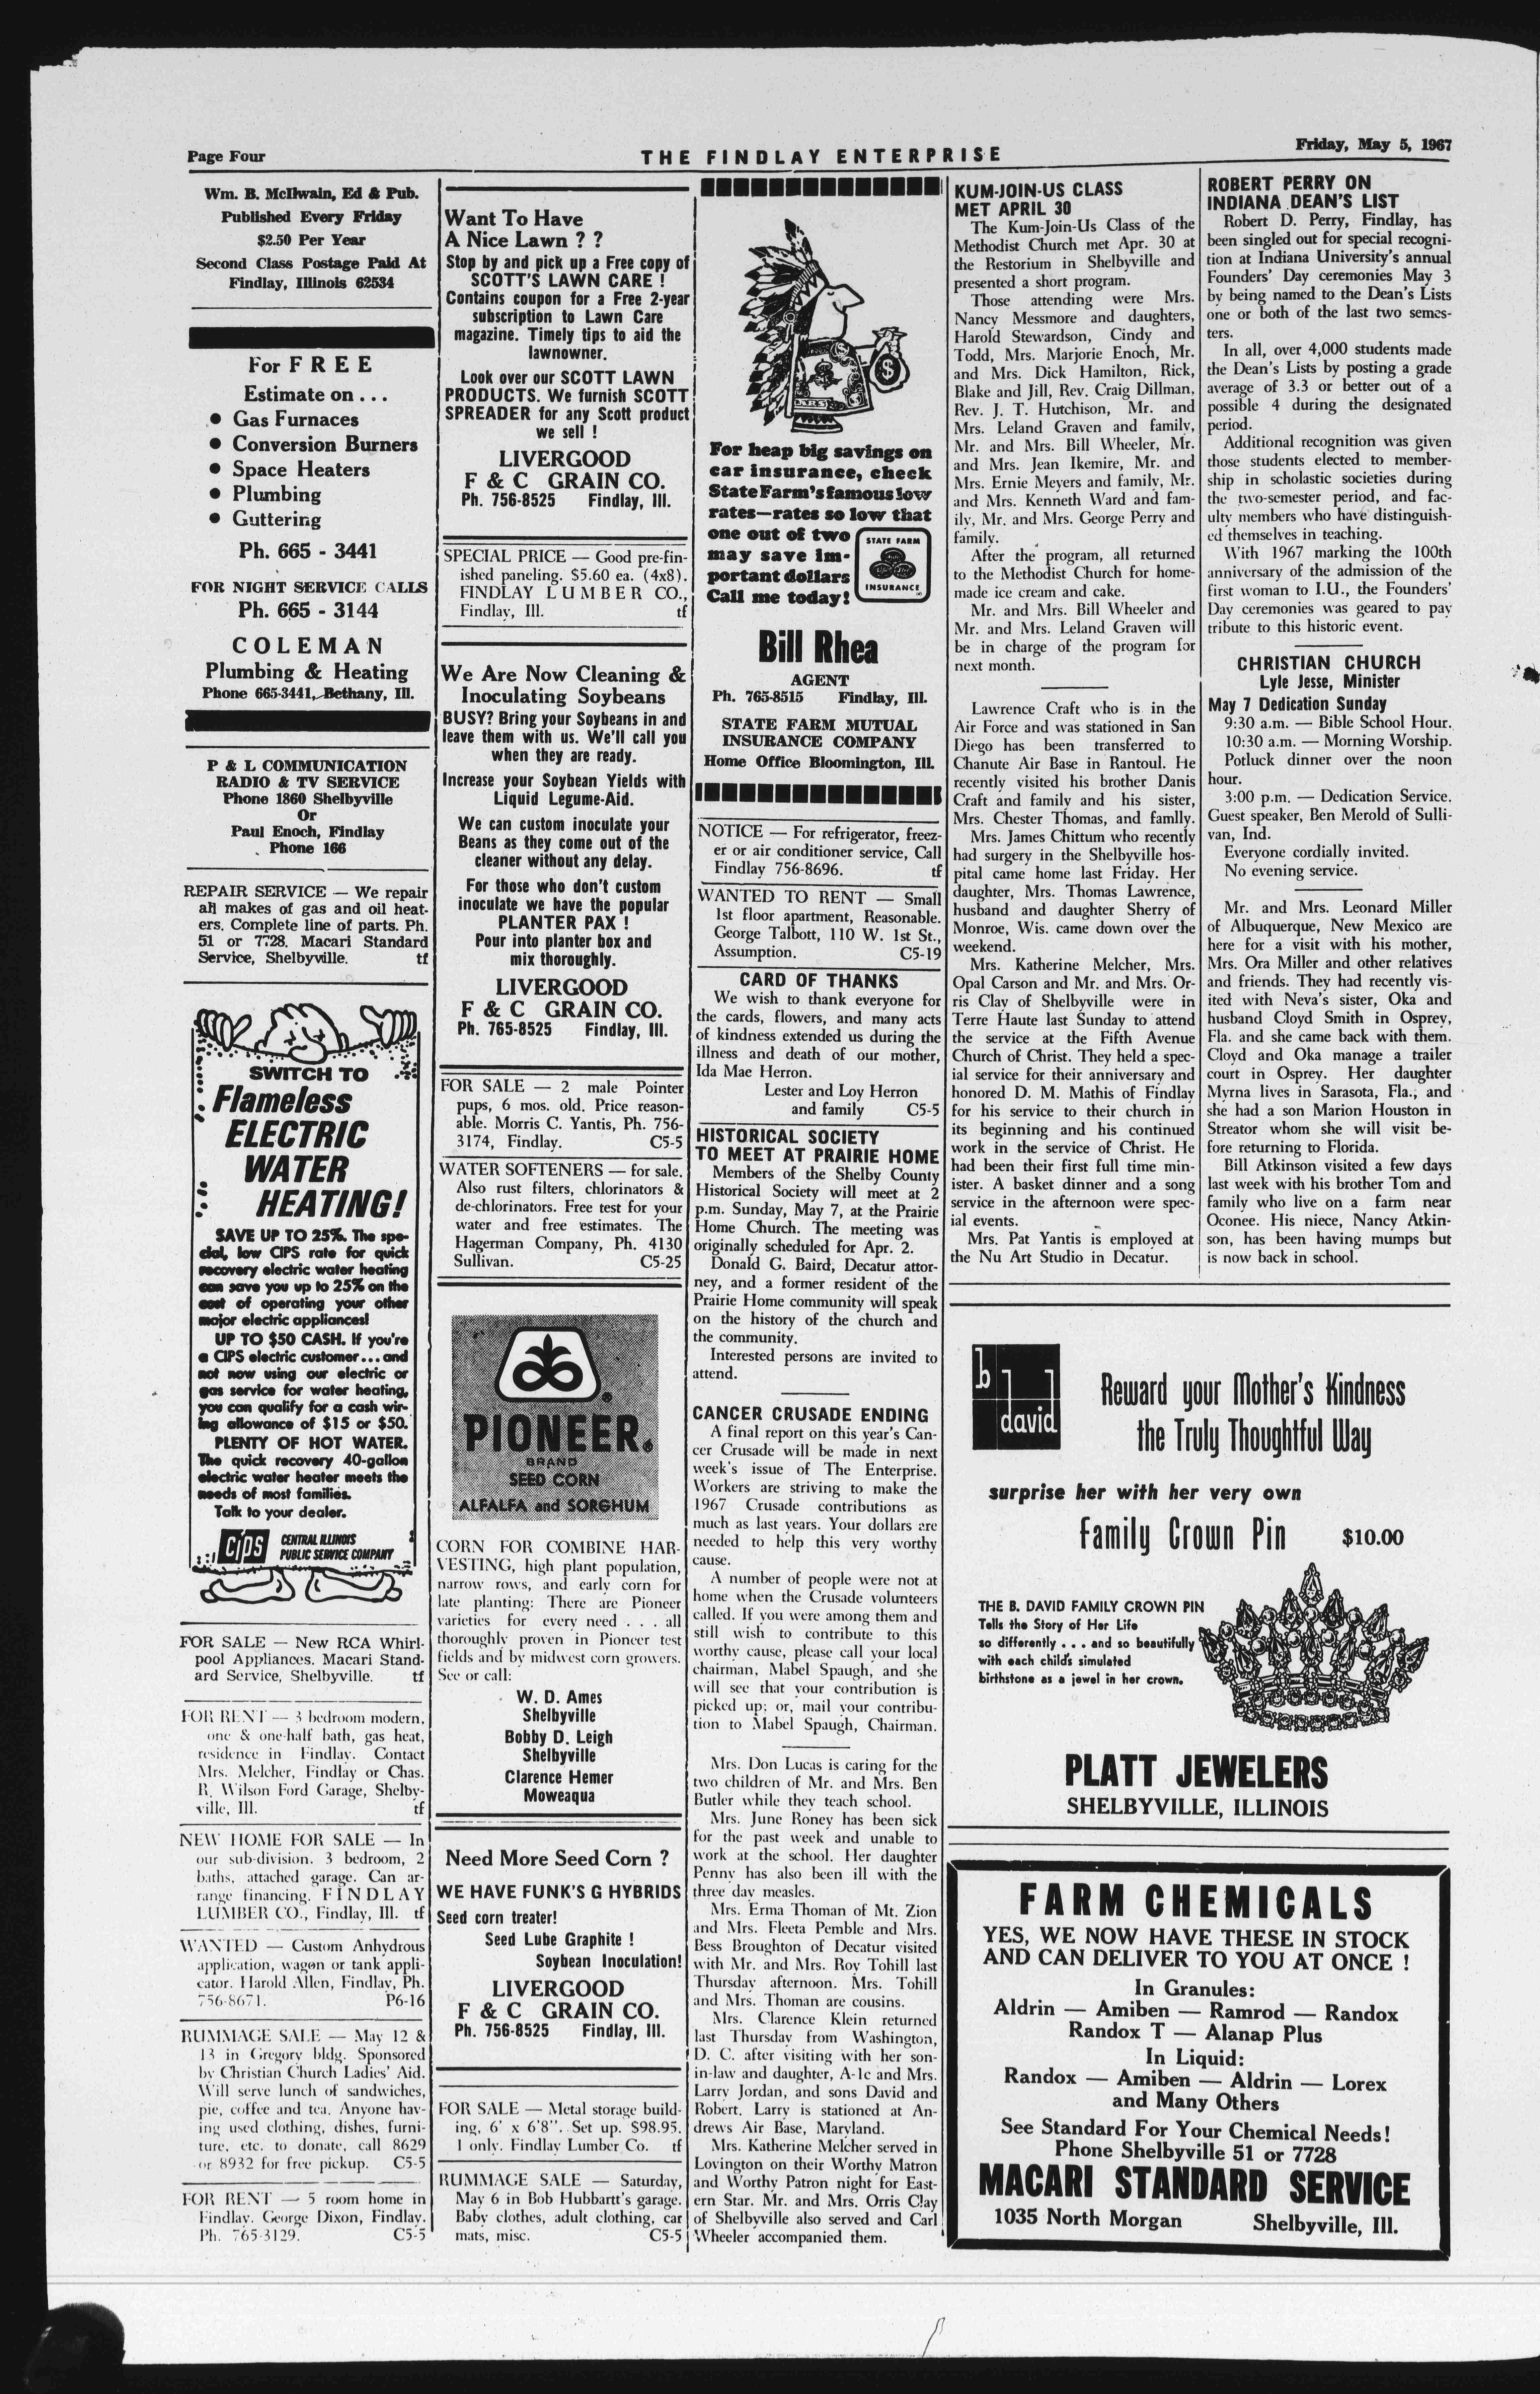 Page Four
THE FINDLAY ENTERPRISE
Friday, May 5, 1967
Wm. B. McIlwain, Ed & Pub.
Published Every Friday
$2.50 Per Year
Second Class Postage Paid At
Findlay, Illinois 62534
For FREE
Estimate on . . .
• Gas Furnaces
• Conversion Burners
• Space Heaters
• Plumbing
• Guttering
Ph. 665 - 3441
FOR NIGHT SERVICE CALLS
Ph. 665 - 3144
COLEMAN
Plumbing & Heating
Phone 665-3441, Bethany, Ill.
P & L COMMUNICATION
RADIO & TV SERVICE
Phone 1860 Shelbyville
Or
Paul Enoch, Findlay
Phone 166
REPAIR SERVICE — We repair
all makes of gas and oil heat-
ers. Complete line of parts. Ph.
51 or 7728. Macari Standard
Service, Shelbyville. tf
SWITCH TO
Flameless
ELECTRIC
WATER
HEATING!
SAVE UP TO 25%. The spe-
cial, low CIPS rate for quick
recovery electric water heating
can save you up to 25% on the
cost of operating your other
major electric appliances!
UP TO $50 CASH. If you're
a CIPS electric customer... and
not now using our electric or
gas service for water heating,
you can qualify for a cash wir-
ing allowance of $15 or $50.
PLENTY OF HOT WATER.
The quick recovery 40-gallon
electric water heater meets the
needs of most families.
Talk to your dealer.
CIPS
CENTRAL ILLINOIS
PUBLIC SERVICE COMPANY
FOR SALE — New RCA Whirl-
pool Appliances. Macari Stand-
ard Service, Shelbyville. tf
FOR RENT — 3 bedroom modern,
one & one-half bath, gas heat,
residence in Findlay. Contact
Mrs. Melcher, Findlay or Chas.
R. Wilson Ford Garage, Shelby-
ville, Ill. tf
NEW HOME FOR SALE — In
our sub-division. 3 bedroom, 2
baths, attached garage. Can ar-
range financing. FINDLAY
LUMBER CO., Findlay, Ill. tf
WANTED — Custom Anhydrous
application, wagon or tank appli-
cator. Harold Allen, Findlay, Ph.
756-8671. P6-16
RUMMAGE SALE — May 12 &
13 in Gregory bldg. Sponsored
by Christian Church Ladies' Aid.
Will serve lunch of sandwiches,
pie, coffee and tea. Anyone hav-
ing used clothing, dishes, furni-
ture, etc. to donate, call 8629
or 8932 for free pickup. C5-5
FOR RENT — 5 room home in
Findlay. George Dixon, Findlay.
Ph. 765-3129. C5-5
Want To Have
A Nice Lawn ? ?
Stop by and pick up a Free copy of
SCOTT'S LAWN CARE !
Contains coupon for a Free 2-year
subscription to Lawn Care
magazine. Timely tips to aid the
lawnowner.
Look over our SCOTT LAWN
PRODUCTS. We furnish SCOTT
SPREADER for any Scott product
we sell !
LIVERGOOD
F & C GRAIN CO.
Ph. 756-8525 Findlay, Ill.
SPECIAL PRICE — Good pre-fin-
ished paneling. $5.60 ea. (4x8).
FINDLAY LUMBER CO.,
Findlay, Ill. tf
We Are Now Cleaning &
Inoculating Soybeans
BUSY? Bring your Soybeans in and
leave them with us. We'll call you
when they are ready.
Increase your Soybean Yields with
Liquid Legume-Aid.
We can custom inoculate your
Beans as they come out of the
cleaner without any delay.
For those who don't custom
inoculate we have the popular
PLANTER PAX !
Pour into planter box and
mix thoroughly.
LIVERGOOD
F & C GRAIN CO.
Ph. 765-8525 Findlay, Ill.
FOR SALE — 2 male Pointer
pups, 6 mos. old. Price reason-
able. Morris C. Yantis, Ph. 756-
3174, Findlay. C5-5
WATER SOFTENERS — for sale.
Also rust filters, chlorinators &
de-chlorinators. Free test for your
water and free estimates. The
Hagerman Company, Ph. 4130
Sullivan. C5-25
PIONEER®
BRAND
SEED CORN
ALFALFA and SORGHUM
CORN FOR COMBINE HAR-
VESTING, high plant population,
narrow rows, and early corn for
late planting: There are Pioneer
varieties for every need . . . all
thoroughly proven in Pioneer test
fields and by midwest corn growers.
See or call:
W. D. Ames
Shelbyville
Bobby D. Leigh
Shelbyville
Clarence Hemer
Moweaqua
Need More Seed Corn ?
WE HAVE FUNK'S G HYBRIDS
Seed corn treater!
Seed Lube Graphite !
Soybean Inoculation!
LIVERGOOD
F & C GRAIN CO.
Ph. 756-8525 Findlay, Ill.
FOR SALE — Metal storage build-
ing, 6' x 6'8". Set up. $98.95.
1 only. Findlay Lumber Co. tf
RUMMAGE SALE — Saturday,
May 6 in Bob Hubbartt's garage.
Baby clothes, adult clothing, car
mats, misc. C5-5
For heap big savings on
car insurance, check
State Farm's famous low
rates—rates so low that
one out of two
may save im-
portant dollars
Call me today!
STATE FARM
INSURANCE
Bill Rhea
AGENT
Ph. 765-8515 Findlay, Ill.
STATE FARM MUTUAL
INSURANCE COMPANY
Home Office Bloomington, Ill.
NOTICE — For refrigerator, freez-
er or air conditioner service, Call
Findlay 756-8696. tf
WANTED TO RENT — Small
1st floor apartment, Reasonable.
George Talbott, 110 W. 1st St.,
Assumption. C5-19
CARD OF THANKS
We wish to thank everyone for
the cards, flowers, and many acts
of kindness extended us during the
illness and death of our mother,
Ida Mae Herron.
Lester and Loy Herron
and family C5-5
HISTORICAL SOCIETY
TO MEET AT PRAIRIE HOME
Members of the Shelby County
Historical Society will meet at 2
p.m. Sunday, May 7, at the Prairie
Home Church. The meeting was
originally scheduled for Apr. 2.
Donald G. Baird, Decatur attor-
ney, and a former resident of the
Prairie Home community will speak
on the history of the church and
the community.
Interested persons are invited to
attend.
CANCER CRUSADE ENDING
A final report on this year's Can-
cer Crusade will be made in next
week's issue of The Enterprise.
Workers are striving to make the
1967 Crusade contributions as
much as last years. Your dollars are
needed to help this very worthy
cause.
A number of people were not at
home when the Crusade volunteers
called. If you were among them and
still wish to contribute to this
worthy cause, please call your local
chairman, Mabel Spaugh, and she
will see that your contribution is
picked up; or, mail your contribu-
tion to Mabel Spaugh, Chairman.
Mrs. Don Lucas is caring for the
two children of Mr. and Mrs. Ben
Butler while they teach school.
Mrs. June Roney has been sick
for the past week and unable to
work at the school. Her daughter
Penny has also been ill with the
three day measles.
Mrs. Erma Thoman of Mt. Zion
and Mrs. Fleeta Pemble and Mrs.
Bess Broughton of Decatur visited
with Mr. and Mrs. Roy Tohill last
Thursday afternoon. Mrs. Tohill
and Mrs. Thoman are cousins.
Mrs. Clarence Klein returned
last Thursday from Washington,
D. C. after visiting with her son-
in-law and daughter, A-1c and Mrs.
Larry Jordan, and sons David and
Robert. Larry is stationed at An-
drews Air Base, Maryland.
Mrs. Katherine Melcher served in
Lovington on their Worthy Matron
and Worthy Patron night for East-
ern Star. Mr. and Mrs. Orris Clay
of Shelbyville also served and Carl
Wheeler accompanied them.
KUM-JOIN-US CLASS
MET APRIL 30
The Kum-Join-Us Class of the
Methodist Church met Apr. 30 at
the Restorium in Shelbyville and
presented a short program.
Those attending were Mrs.
Nancy Messmore and daughters,
Harold Stewardson, Cindy and
Todd, Mrs. Marjorie Enoch, Mr.
and Mrs. Dick Hamilton, Rick,
Blake and Jill, Rev. Craig Dillman,
Rev. J. T. Hutchison, Mr. and
Mrs. Leland Graven and family,
Mr. and Mrs. Bill Wheeler, Mr.
and Mrs. Jean Ikemire, Mr. and
Mrs. Ernie Meyers and family, Mr.
and Mrs. Kenneth Ward and fam-
ily, Mr. and Mrs. George Perry and
family.
After the program, all returned
to the Methodist Church for home-
made ice cream and cake.
Mr. and Mrs. Bill Wheeler and
Mr. and Mrs. Leland Graven will
be in charge of the program for
next month.
Lawrence Craft who is in the
Air Force and was stationed in San
Diego has been transferred to
Chanute Air Base in Rantoul. He
recently visited his brother Danis
Craft and family and his sister,
Mrs. Chester Thomas, and family.
Mrs. James Chittum who recently
had surgery in the Shelbyville hos-
pital came home last Friday. Her
daughter, Mrs. Thomas Lawrence,
husband and daughter Sherry of
Monroe, Wis. came down over the
weekend.
Mrs. Katherine Melcher, Mrs.
Opal Carson and Mr. and Mrs. Or-
ris Clay of Shelbyville were in
Terre Haute last Sunday to attend
the service at the Fifth Avenue
Church of Christ. They held a spec-
ial service for their anniversary and
honored D. M. Mathis of Findlay
for his service to their church in
its beginning and his continued
work in the service of Christ. He
had been their first full time min-
ister. A basket dinner and a song
service in the afternoon were spec-
ial events.
Mrs. Pat Yantis is employed at
the Nu Art Studio in Decatur.
ROBERT PERRY ON
INDIANA DEAN'S LIST
Robert D. Perry, Findlay, has
been singled out for special recogni-
tion at Indiana University's annual
Founders' Day ceremonies May 3
by being named to the Dean's Lists
one or both of the last two semes-
ters.
In all, over 4,000 students made
the Dean's Lists by posting a grade
average of 3.3 or better out of a
possible 4 during the designated
period.
Additional recognition was given
those students elected to member-
ship in scholastic societies during
the two-semester period, and fac-
ulty members who have distinguish-
ed themselves in teaching.
With 1967 marking the 100th
anniversary of the admission of the
first woman to I.U., the Founders'
Day ceremonies was geared to pay
tribute to this historic event.
CHRISTIAN CHURCH
Lyle Jesse, Minister
May 7 Dedication Sunday
9:30 a.m. — Bible School Hour.
10:30 a.m. — Morning Worship.
Potluck dinner over the noon
hour.
3:00 p.m. — Dedication Service.
Guest speaker, Ben Merold of Sulli-
van, Ind.
Everyone cordially invited.
No evening service.
Mr. and Mrs. Leonard Miller
of Albuquerque, New Mexico are
here for a visit with his mother,
Mrs. Ora Miller and other relatives
and friends. They had recently vis-
ited with Neva's sister, Oka and
husband Cloyd Smith in Osprey,
Fla. and she came back with them.
Cloyd and Oka manage a trailer
court in Osprey. Her daughter
Myrna lives in Sarasota, Fla., and
she had a son Marion Houston in
Streator whom she will visit be-
fore returning to Florida.
Bill Atkinson visited a few days
last week with his brother Tom and
family who live on a farm near
Oconee. His niece, Nancy Atkin-
son, has been having mumps but
is now back in school.
b david
Reward your Mother's Kindness
the Truly Thoughtful Way
surprise her with her very own
Family Crown Pin $10.00
THE B. DAVID FAMILY CROWN PIN
Tells the Story of Her Life
so differently . . . and so beautifully
with each child's simulated
birthstone as a jewel in her crown.
PLATT JEWELERS
SHELBYVILLE, ILLINOIS
FARM CHEMICALS
YES, WE NOW HAVE THESE IN STOCK
AND CAN DELIVER TO YOU AT ONCE !
In Granules:
Aldrin — Amiben — Ramrod — Randox
Randox T — Alanap Plus
In Liquid:
Randox — Amiben — Aldrin — Lorex
and Many Others
See Standard For Your Chemical Needs!
Phone Shelbyville 51 or 7728
MACARI STANDARD SERVICE
1035 North Morgan Shelbyville, Ill.